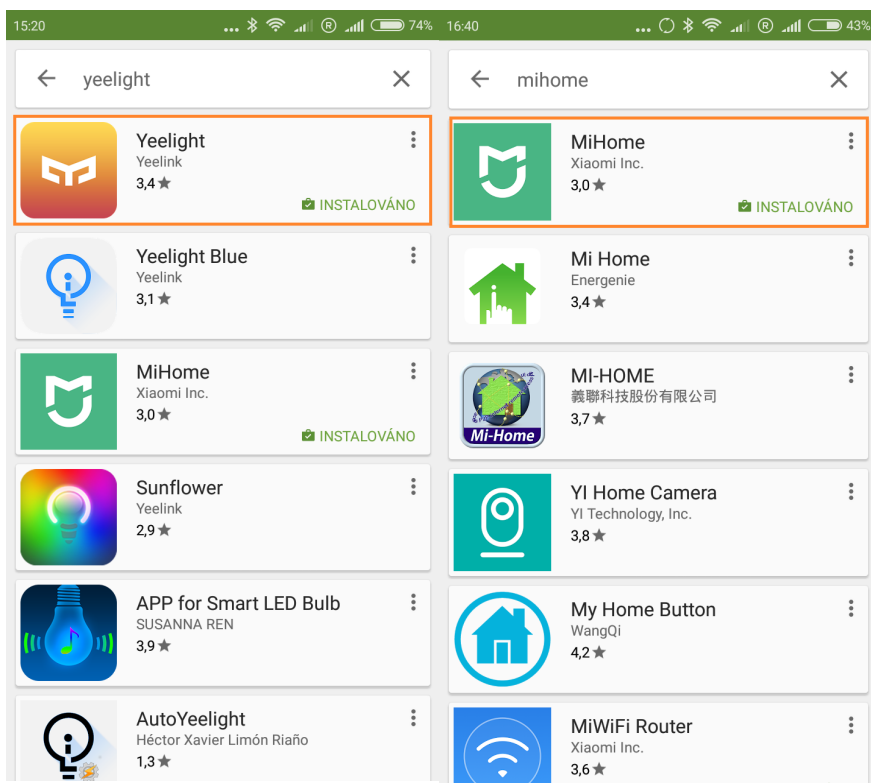 15:20
... ® 74%
yeelight
Yeelight
Yeelink
3,4★
INSTALOVÁNO
Yeelight Blue
Yeelink
3,1★
MiHome
Xiaomi Inc.
3,0★
INSTALOVÁNO
Sunflower
Yeelink
2,9★
APP for Smart LED Bulb
SUSANNA REN
3,9★
AutoYeelight
Héctor Xavier Limón Riaño
1,3★
16:40
... ® 43%
mihome
MiHome
Xiaomi Inc.
3,0★
INSTALOVÁNO
Mi Home
Energenie
3,4★
Mi-Home
MI-HOME
義聯科技股份有限公司
3,7★
YI Home Camera
YI Technology, Inc.
3,8★
My Home Button
WangQi
4,2★
MiWiFi Router
Xiaomi Inc.
3,6★